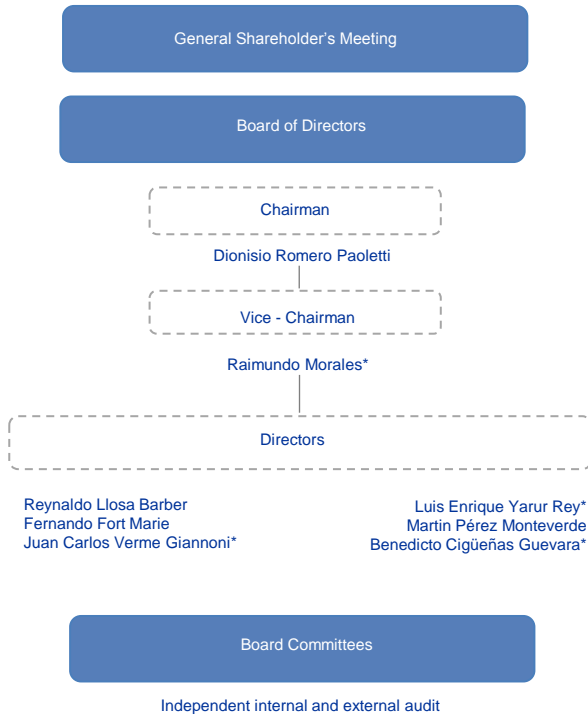 General Shareholder's Meeting
Board of Directors
Chairman
Dionisio Romero Paoletti
Vice - Chairman
Raimundo Morales*
Directors
Reynaldo Llosa Barber
Fernando Fort Marie
Juan Carlos Verme Giannoni*
Luis Enrique Yarur Rey*
Martin Pérez Monteverde
Benedicto Cigüeñas Guevara*
Board Committees
Independent internal and external audit